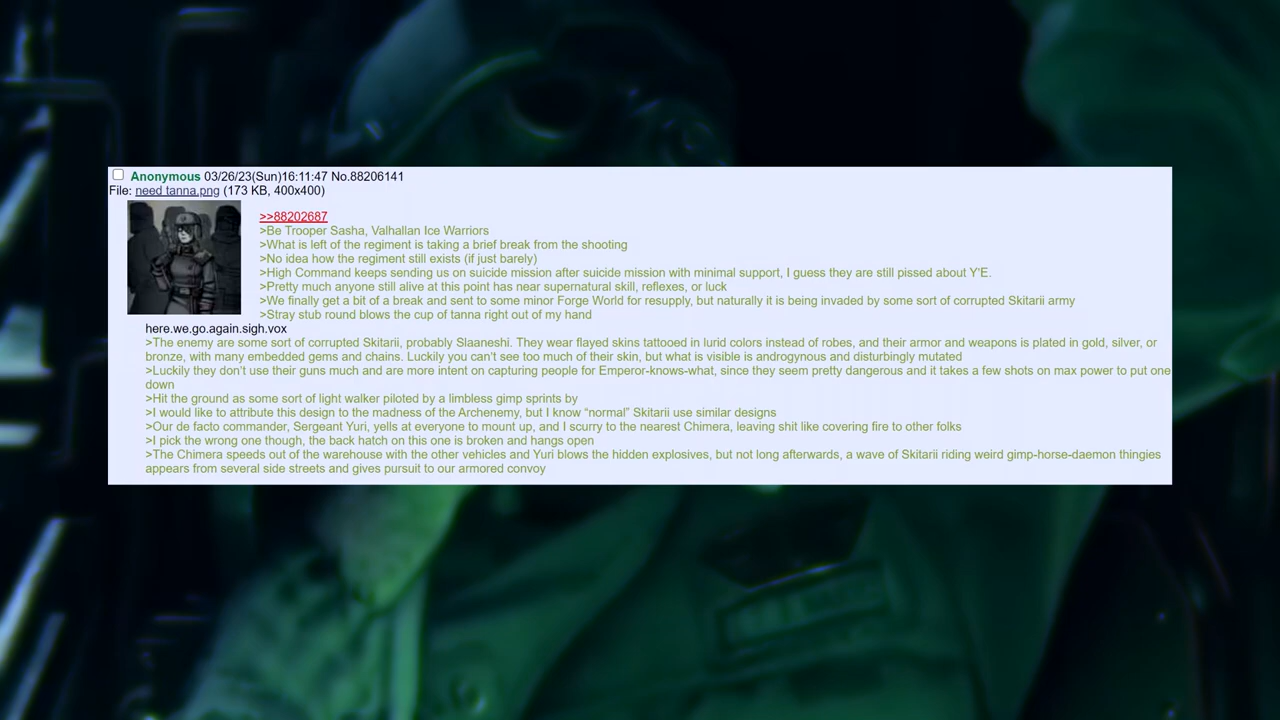 Anonymous 03/26/23(Sun)16:11:47 No.88206141
File: need tanna.png (173 KB, 400x400)
>>88202687
>Be Trooper Sasha, Valhallan Ice Warriors
>What is left of the regiment is taking a brief break from the shooting
>No idea how the regiment still exists (if just barely)
>High Command keeps sending us on suicide mission after suicide mission with minimal support, I guess they are still pissed about Y'E.
>Pretty much anyone still alive at this point has near supernatural skill, reflexes, or luck
>We finally get a bit of a break and sent to some minor Forge World for resupply, but naturally it is being invaded by some sort of corrupted Skitarii army
>Stray stub round blows the cup of tanna right out of my hand
here.we.go.again.sigh.vox
>The enemy are some sort of corrupted Skitarii, probably Slaaneshi. They wear flayed skins tattooed in lurid colors instead of robes, and their armor and weapons is plated in gold, silver, or
bronze, with many embedded gems and chains. Luckily you can't see too much of their skin, but what is visible is androgynous and disturbingly mutated
>Luckily they don't use their guns much and are more intent on capturing people for Emperor-knows-what, since they seem pretty dangerous and it takes a few shots on max power to put one
down
>Hit the ground as some sort of light walker piloted by a limbless gimp sprints by
>I would like to attribute this design to the madness of the Archenemy, but I know “normal” Skitarii use similar designs
>Our de facto commander, Sergeant Yuri, yells at everyone to mount up, and I scurry to the nearest Chimera, leaving shit like covering fire to other folks
>I pick the wrong one though, the back hatch on this one is broken and hangs open
>The Chimera speeds out of the warehouse with the other vehicles and Yuri blows the hidden explosives, but not long afterwards, a wave of Skitarii riding weird gimp-horse-daemon thingies
appears from several side streets and gives pursuit to our armored convoy